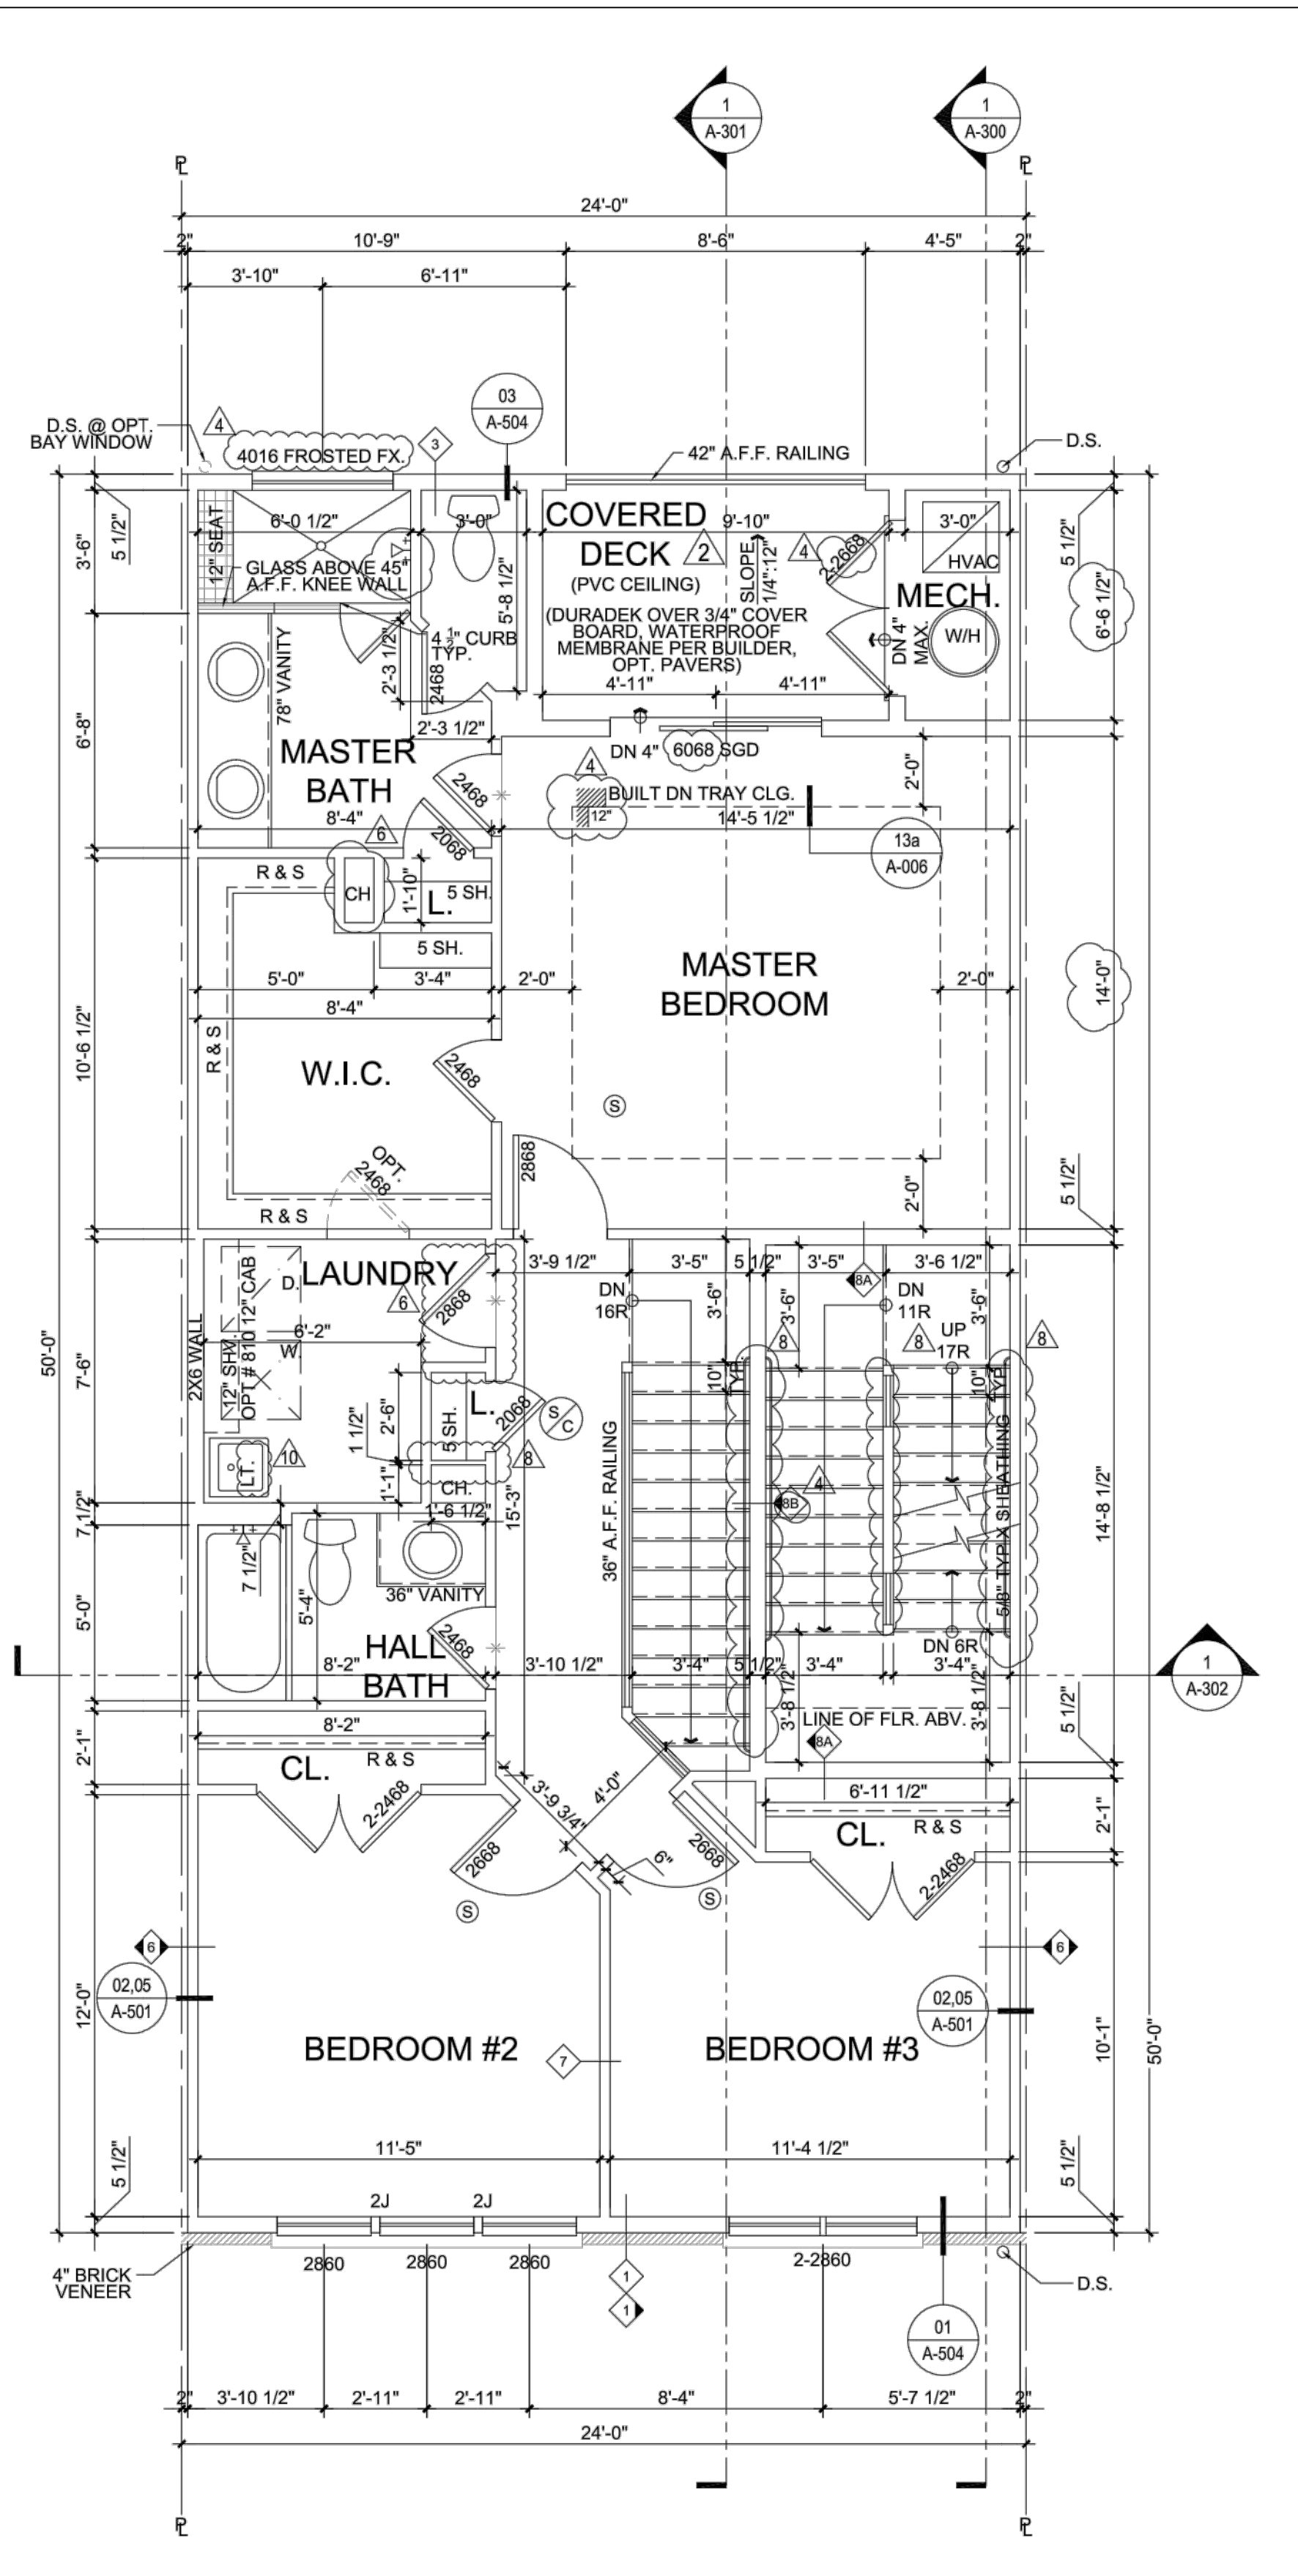 1
A-301
1
A-300
PL
PL
24'-0"
2"
10'-9"
8'-6"
4'-5"
2"
3'-10"
6'-11"
03
A-504
D.S. @ OPT.
BAY WINDOW
4
4016 FROSTED FX.
3
42" A.F.F. RAILING
D.S.
5 1/2"
3'-6"
12" SEAT
6'-0 1/2"
3'-0"
GLASS ABOVE 45"
A.F.F. KNEE WALL
5'-8 1/2"
COVERED
DECK
2
9'-10"
(PVC CEILING)
SLOPE
1/4":12"
4
2-2668
3'-0"
HVAC
MECH.
5 1/2"
6'-6 1/2"
(DURADEK OVER 3/4" COVER
BOARD, WATERPROOF
MEMBRANE PER BUILDER,
OPT. PAVERS)
DN 4"
MAX.
W/H
4 1/2" CURB
TYP.
2'-3 1/2"
2468
78" VANITY
4'-11"
4'-11"
2'-3 1/2"
6'-8"
MASTER
BATH
8'-4"
6
2468
2068
DN 4"
6068 SGD
4
BUILT DN TRAY CLG.
12"
14'-5 1/2"
2'-0"
13a
A-006
R & S
CH
1'-10"
L.
5 SH.
5 SH.
5'-0"
3'-4"
2'-0"
2'-0"
8'-4"
MASTER
BEDROOM
14'-0"
10'-6 1/2"
R & S
W.I.C.
2468
S
OPT.
2468
2868
R & S
2'-0"
5 1/2"
LAUNDRY
D.
6
2868
3'-9 1/2"
3'-5"
5 1/2"
3'-5"
8A
3'-6 1/2"
DN
16R
3'-6"
3'-6"
DN
11R
3'-6"
UP
17R
8
8
8
50'-0"
7'-6"
2X6 WALL
12" SHV.
OPT # 810 12" CAB
6'-2"
W.
10"
TYP.
10"
TYP.
1 1/2"
2'-6"
5 SH.
L.
2068
S
C
8
LT.
10
1'-1"
CH.
1'-6 1/2"
15'-3"
36" A.F.F. RAILING
8B
4
5/8" TYP X SHEATHING
14'-8 1/2"
7 1/2"
7 1/2"
36" VANITY
5'-0"
5'-4"
HALL
BATH
2468
8'-2"
3'-10 1/2"
3'-4"
5 1/2"
3'-4"
3'-4"
DN 6R
1
A-302
8'-2"
3'-8 1/2"
3'-8 1/2"
LINE OF FLR. ABV.
8A
5 1/2"
2'-1"
CL.
R & S
2-2468
3'-9 3/4"
4'-0"
6'-11 1/2"
CL.
R & S
2'-1"
2668
6"
2668
2-2468
S
S
6
6
02,05
A-501
02,05
A-501
12'-0"
BEDROOM #2
7
BEDROOM #3
10'-1"
50'-0"
11'-5"
11'-4 1/2"
5 1/2"
5 1/2"
2J
2J
4" BRICK
VENEER
2860
2860
2860
1
1
2-2860
D.S.
01
A-504
2"
3'-10 1/2"
2'-11"
2'-11"
8'-4"
5'-7 1/2"
2"
24'-0"
PL
PL